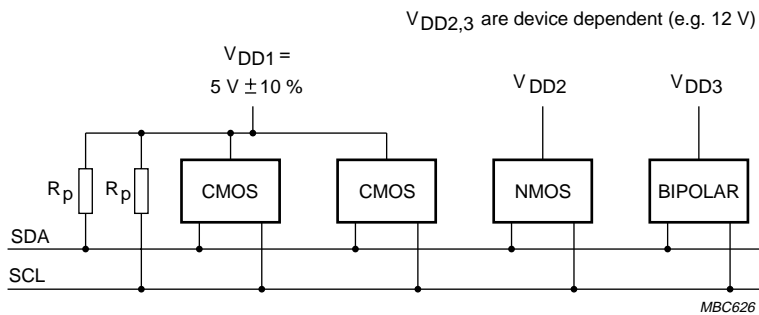 VDD2,3 are device dependent (e.g. 12 V)
VDD1 =
5 V ± 10 %
VDD2
VDD3
Rp
Rp
CMOS
CMOS
NMOS
BIPOLAR
SDA
SCL
MBC626